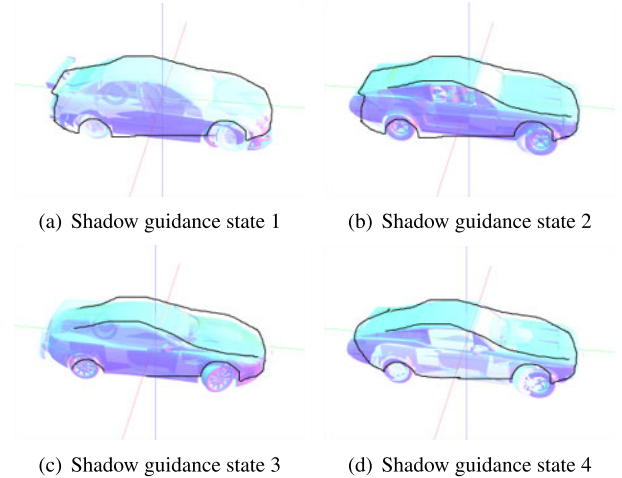 (a) Shadow guidance state 1
(b) Shadow guidance state 2
(c) Shadow guidance state 3
(d) Shadow guidance state 4